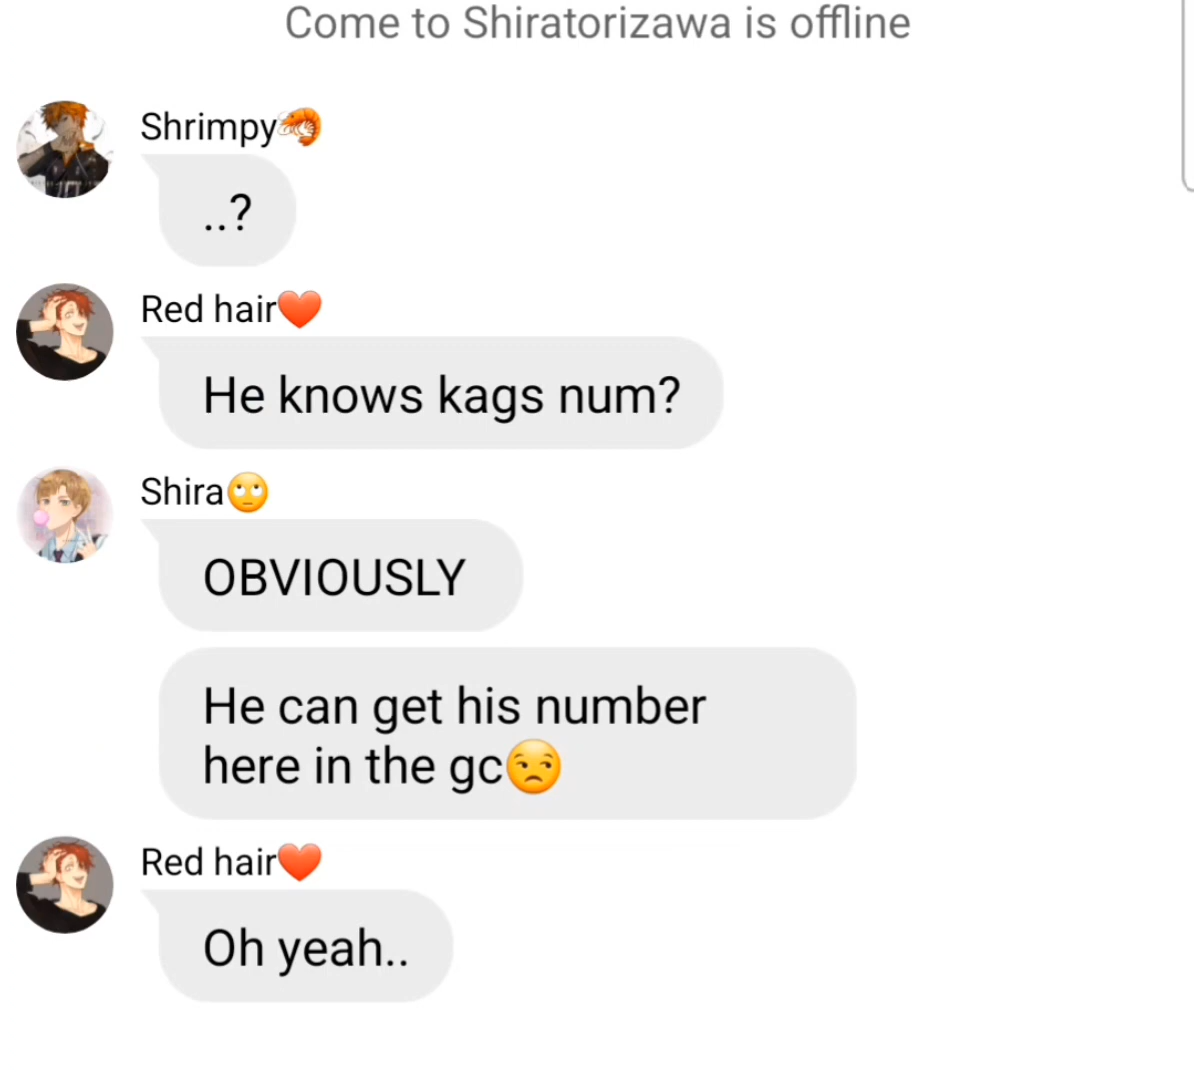 Come to Shiratorizawa is offline
Shrimpy🦐
..?
Red hair❤️
He knows kags num?
Shira🙄
OBVIOUSLY
He can get his number
here in the gc😒
Red hair❤️
Oh yeah..